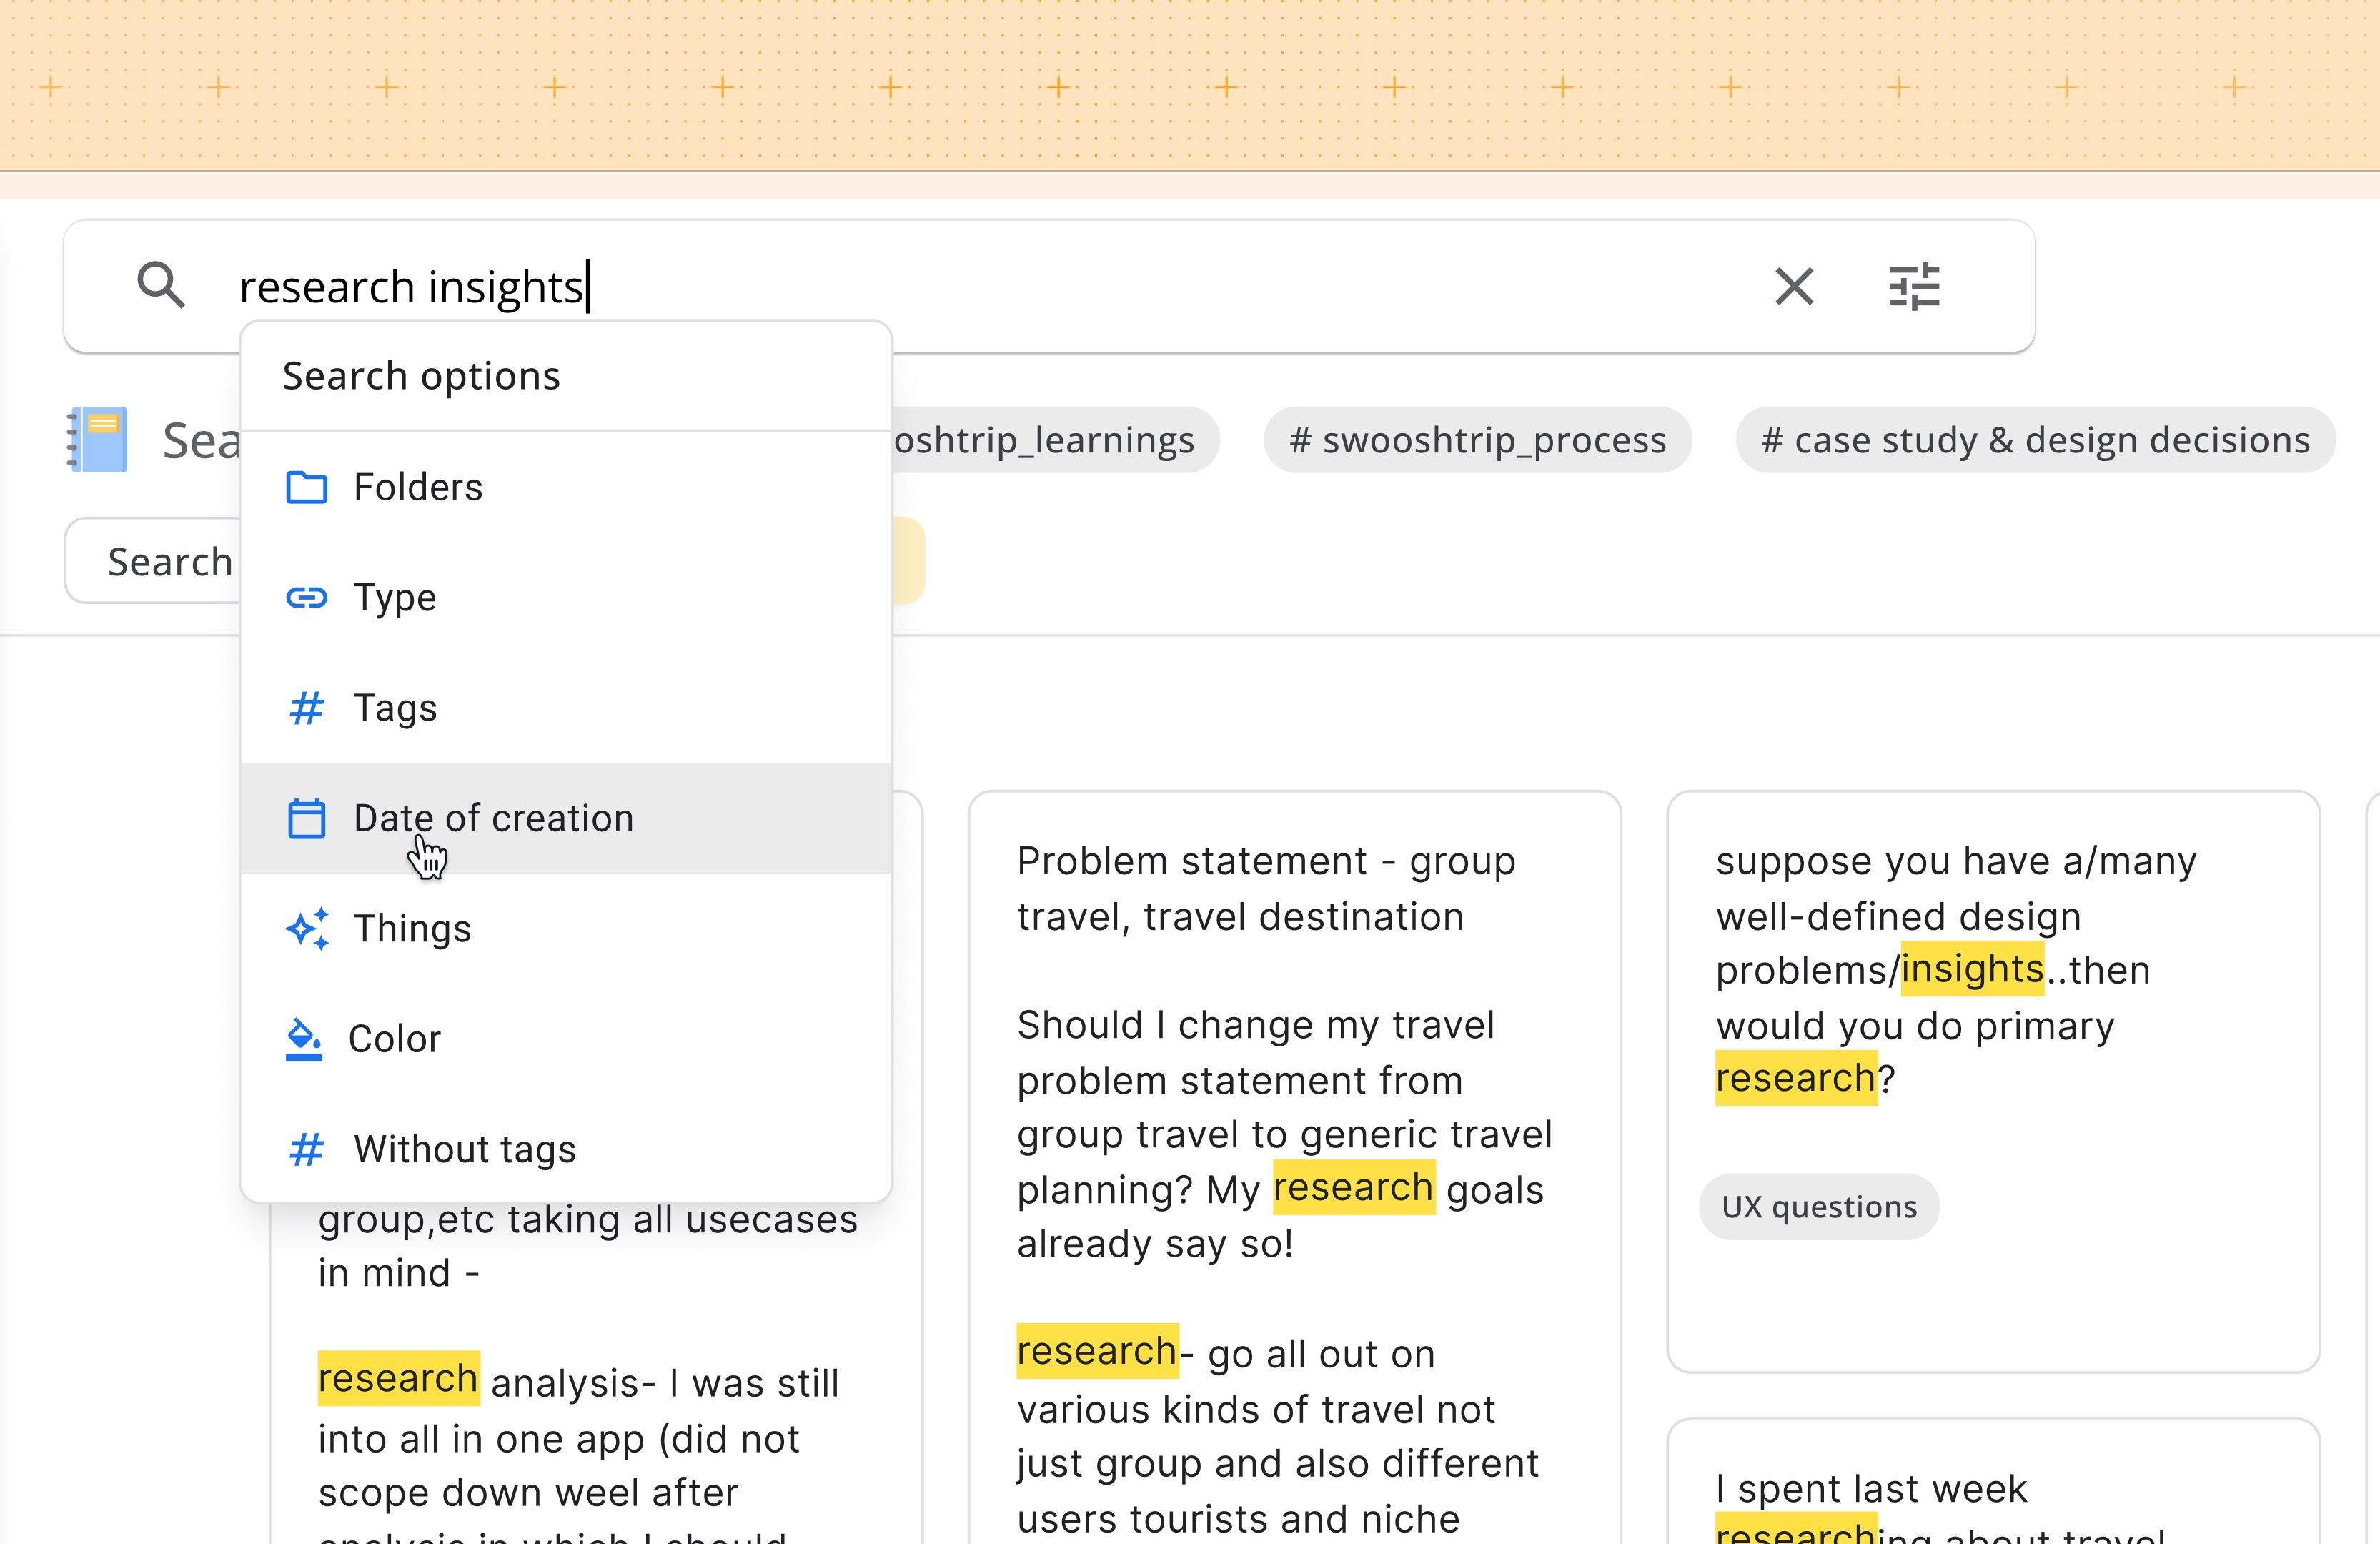 research insights
Search options
Folders
Type
Tags
Date of creation
Things
Color
Without tags
# swooshtrip_process
# case study & design decisions
Search
group,etc taking all usecases
in mind -
research analysis- I was still
into all in one app (did not
scope down weel after
Problem statement - group
travel, travel destination
Should I change my travel
problem statement from
group travel to generic travel
planning? My research goals
already say so!
research- go all out on
various kinds of travel not
just group and also different
users tourists and niche
suppose you have a/many
well-defined design
problems/insights..then
would you do primary
research?
UX questions
I spent last week
researching about travel